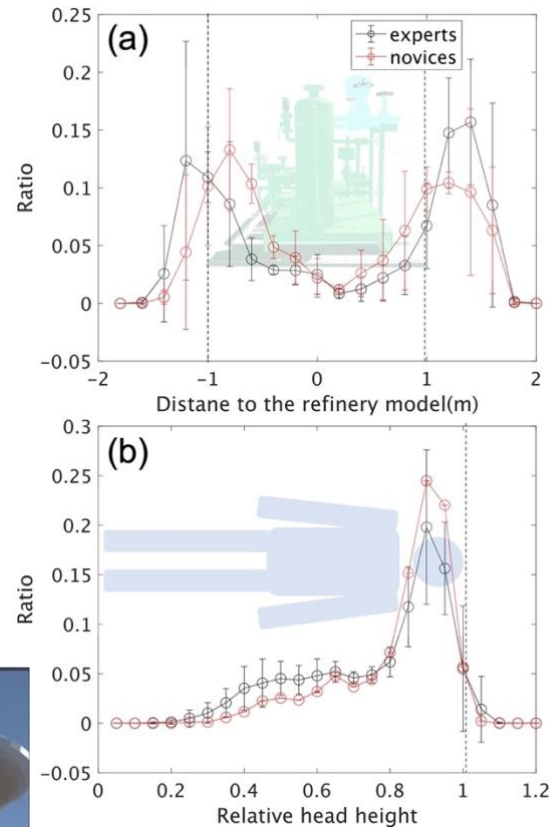 (a)
experts
novices
0.25
0.2
0.15
0.1
0.05
0
-0.05
Ratio
-2 -1 0 1 2
Distane to the refinery model(m)
(b)
0.3
0.25
0.2
0.15
0.1
0.05
0
-0.05
Ratio
0 0.2 0.4 0.6 0.8 1 1.2
Relative head height